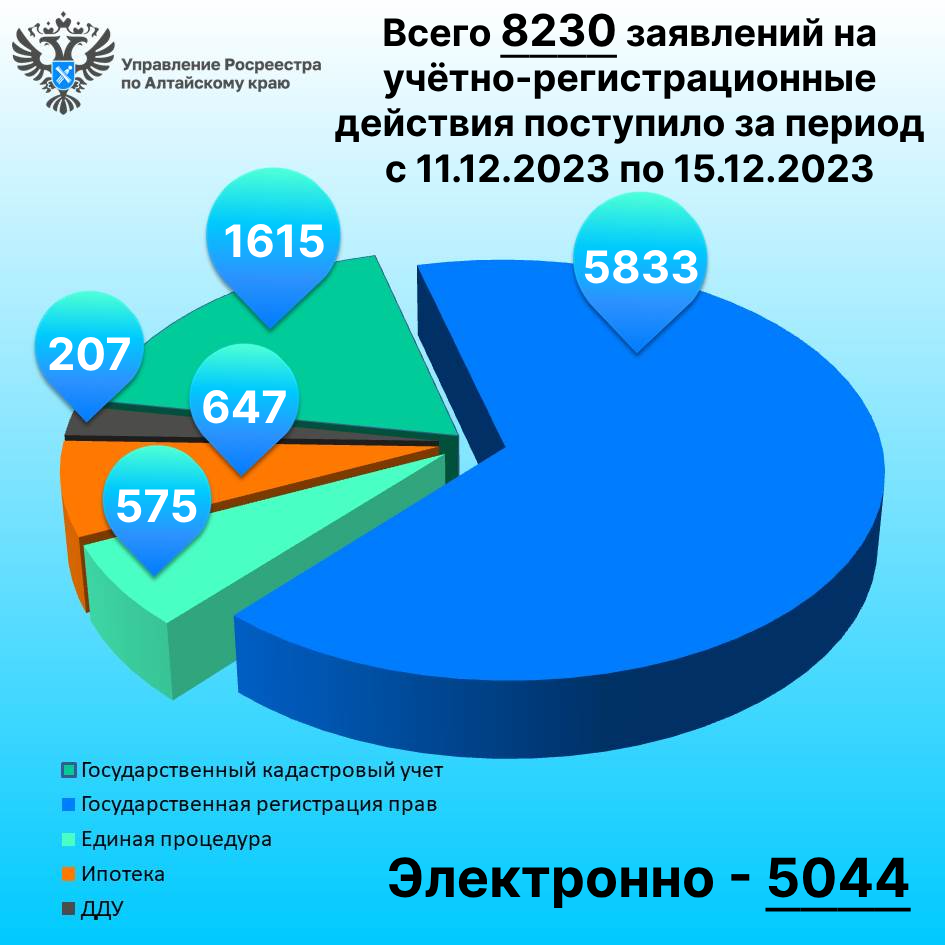 Управление Росреестра
по Алтайскому краю
Всего 8230 заявлений на
учётно-регистрационные
действия поступило за период
с 11.12.2023 по 15.12.2023
1615
5833
207
647
575
Государственный кадастровый учет
Государственная регистрация прав
Единая процедура
Ипотека
ДДУ
Электронно - 5044